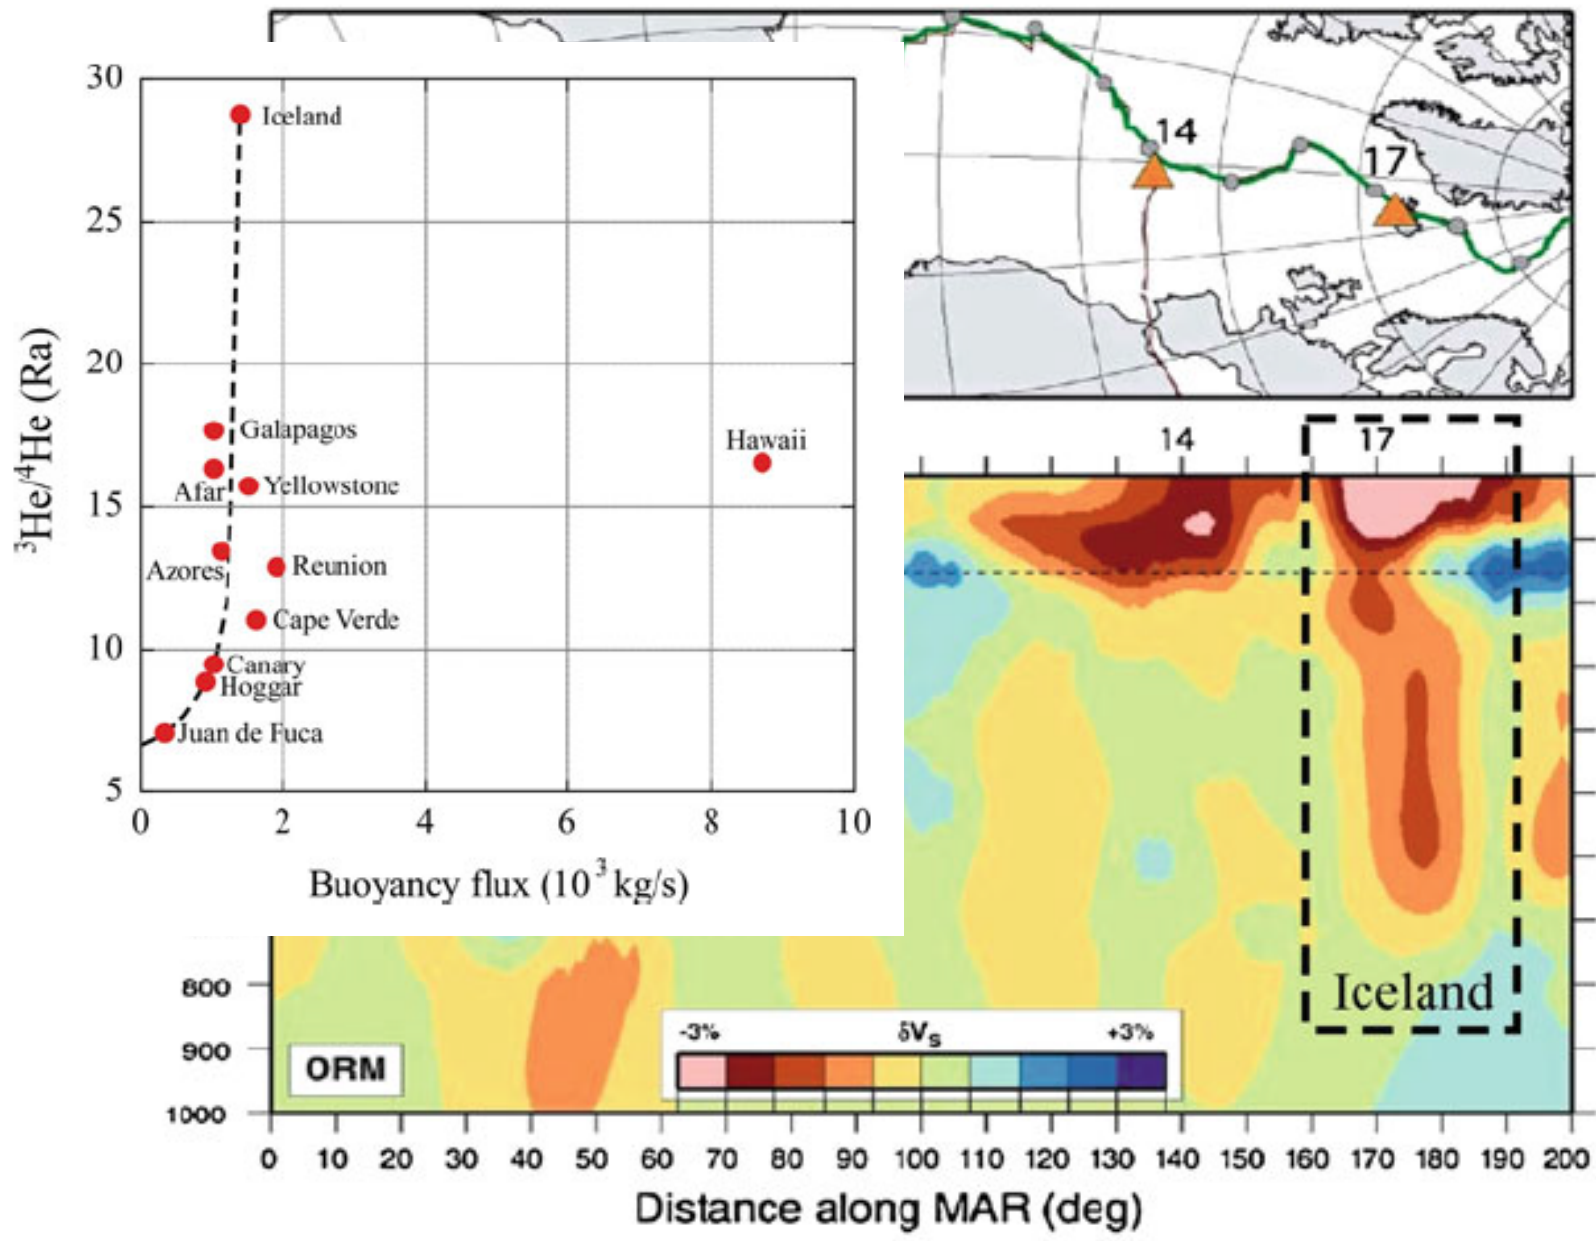 30
Iceland
25
20
³He/⁴He (Ra)
Galapagos
Hawaii
Afar
Yellowstone
15
Azores
Reunion
Cape Verde
10
Canary
Hoggar
Juan de Fuca
5
0 2 4 6 8 10
Buoyancy flux (10³ kg/s)
14
17
14 17
Iceland
800
900
1000
ORM
-3% δVs +3%
0 10 20 30 40 50 60 70 80 90 100 110 120 130 140 150 160 170 180 190 200
Distance along MAR (deg)